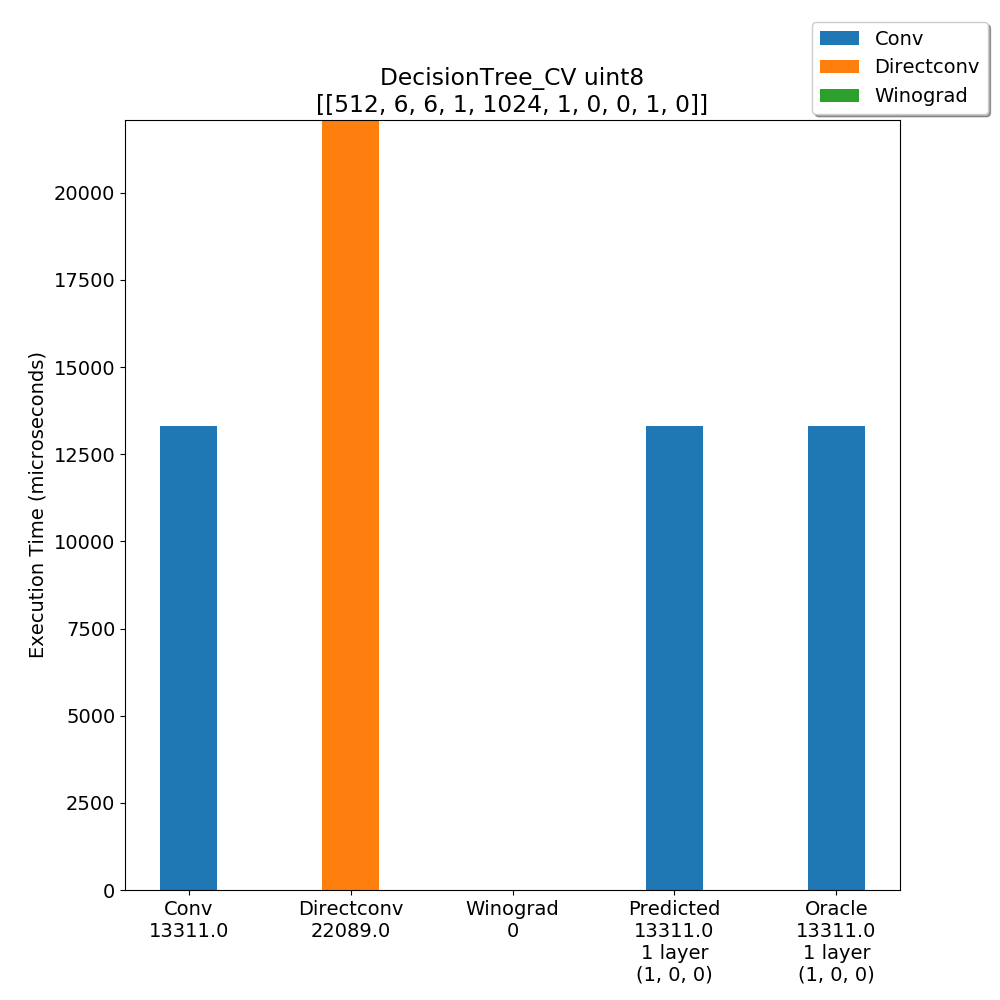 Conv
Directconv
Winograd
DecisionTree_CV uint8
[[512, 6, 6, 1, 1024, 1, 0, 0, 1, 0]]
Execution Time (microseconds)
20000
17500
15000
12500
10000
7500
5000
2500
0
Conv
13311.0
Directconv
22089.0
Winograd
0
Predicted
13311.0
1 layer
(1, 0, 0)
Oracle
13311.0
1 layer
(1, 0, 0)